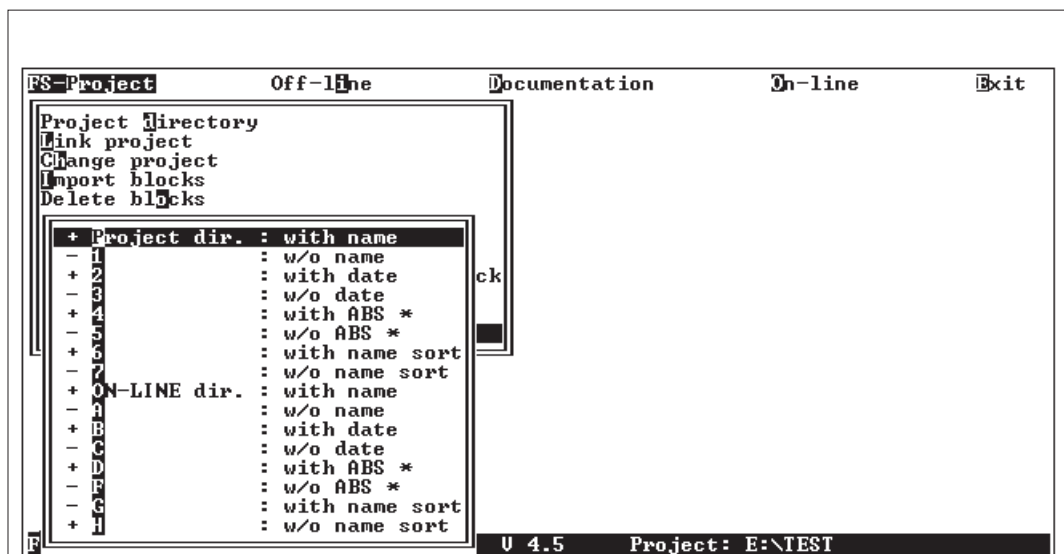 FS-Project Off-line Documentation On-line Exit
Project directory
Link project
Change project
Import blocks
Delete blocks
+ Project dir. : with name
- 1 : w/o name
+ 2 : with date
ck
- 3 : w/o date
+ 4 : with ABS *
- 5 : w/o ABS *
+ 6 : with name sort
- 7 : w/o name sort
+ ON-LINE dir. : with name
- A : w/o name
+ B : with date
- C : w/o date
+ D : with ABS *
- F : w/o ABS *
- G : with name sort
+ H : w/o name sort
F V 4.5 Project: E:\TEST